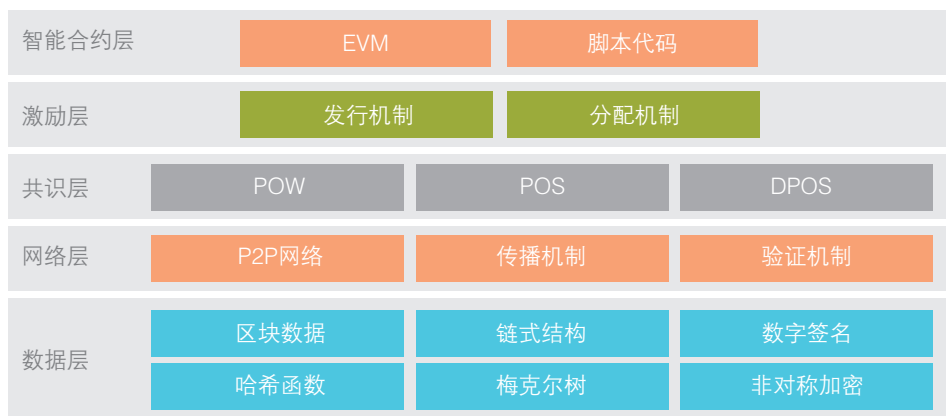 智能合约层
EVM
脚本代码
激励层
发行机制
分配机制
共识层
POW
POS
DPOS
网络层
P2P网络
传播机制
验证机制
数据层
区块数据
链式结构
数字签名
哈希函数
梅克尔树
非对称加密